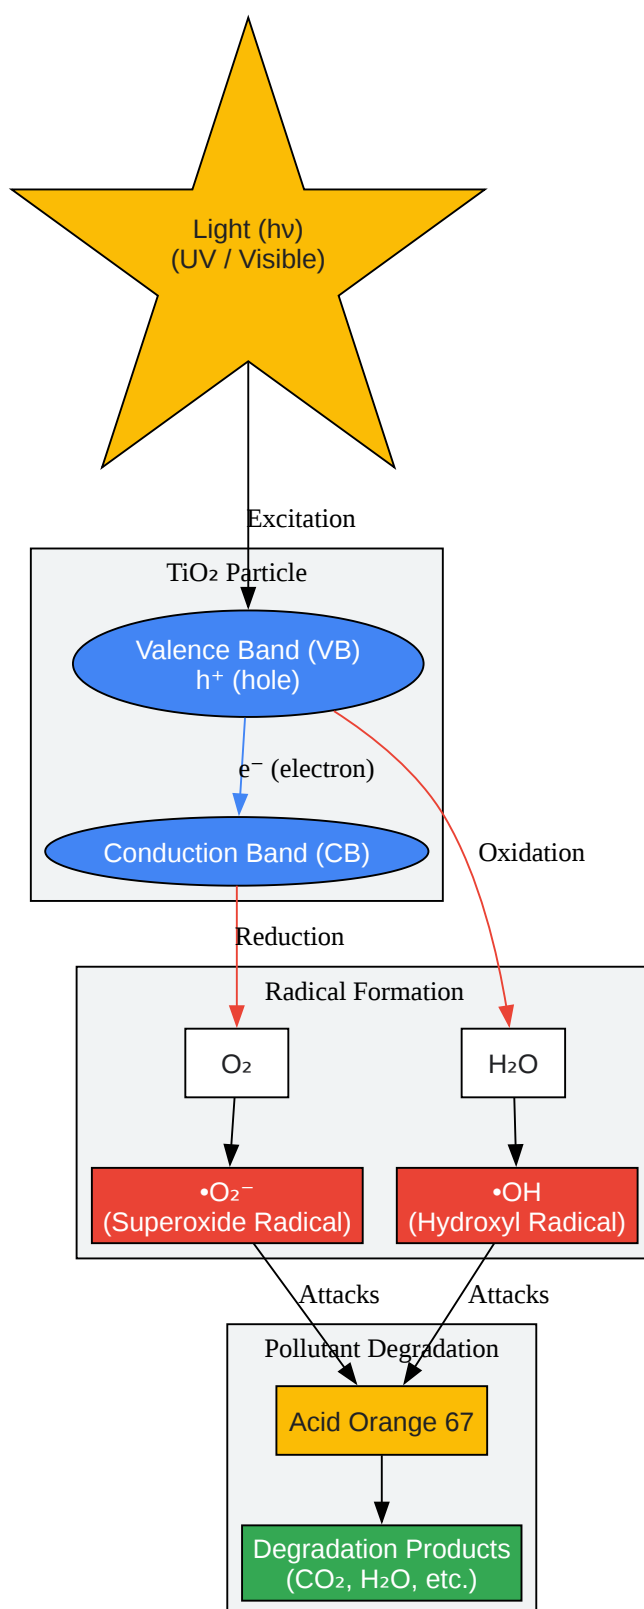 Light (hν)
(UV / Visible)
Excitation
TiO₂ Particle
Valence Band (VB)
h⁺ (hole)
e⁻ (electron)
Conduction Band (CB)
Oxidation
Reduction
Radical Formation
O₂
H₂O
•O₂⁻
(Superoxide Radical)
•OH
(Hydroxyl Radical)
Attacks
Attacks
Pollutant Degradation
Acid Orange 67
Degradation Products
(CO₂, H₂O, etc.)